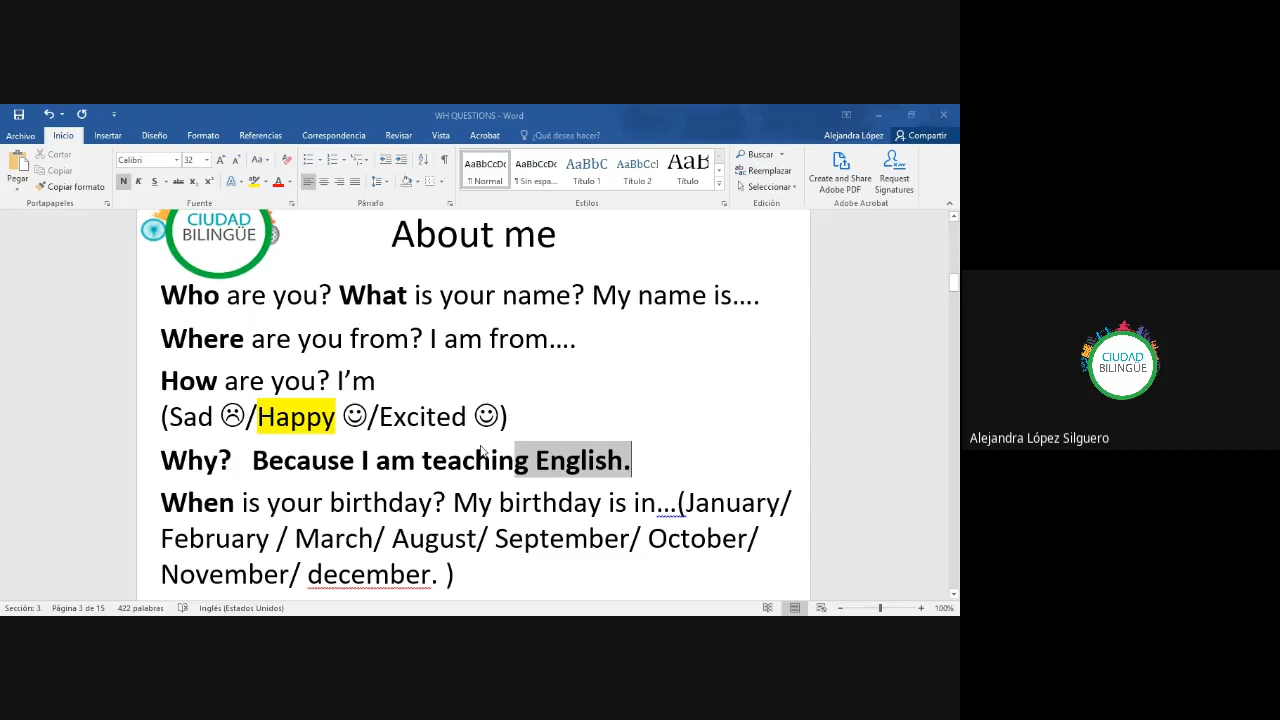 WH QUESTIONS - Word
Archivo Inicio Insertar Diseño Formato Referencias Correspondencia Revisar Vista Acrobat ¿Qué desea hacer? Alejandra López Compartir
Pegar
Cortar
Copiar
Copiar formato
Portapapeles
Calibri 32
N K S abc x₂ x²
Fuente
Párrafo
AaBbCcDc AaBbCcDc AaBbC AaBbCcI AaB
¶ Normal ¶ Sin espa... Título 1 Título 2 Título
Estilos
Buscar
Reemplazar
Seleccionar
Edición
Create and Share
Adobe PDF
Request
Signatures
Adobe Acrobat
CIUDAD
BILINGÜE
About me
Who are you? What is your name? My name is....
Where are you from? I am from....
How are you? I’m
(Sad ☹/Happy ☺/Excited ☺)
Why? Because I am teaching English.
When is your birthday? My birthday is in…(January/
February / March/ August/ September/ October/
November/ december. )
Sección: 3 Página 3 de 15 422 palabras Inglés (Estados Unidos) 100%
CIUDAD
BILINGÜE
Alejandra López Silguero